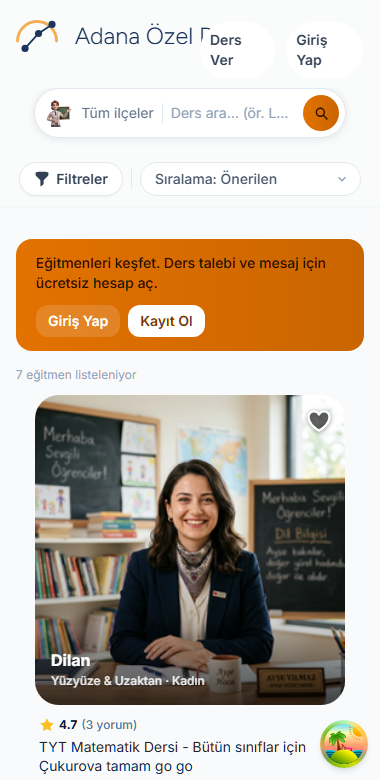 Adana Özel
Ders
Ver
Giriş
Yap
Tüm ilçeler
Ders ara... (ör. L...
Filtreler
Sıralama: Önerilen
Eğitmenleri keşfet. Ders talebi ve mesaj için
ücretsiz hesap aç.
Giriş Yap
Kayıt Ol
7 eğitmen listeleniyor
Merhaba
Sevgili
Öğrenciler!
Merhaba Sevgili
Öğrenciler!
Dil Bilgisi
Ayşe
Hoca
AYŞE YILMAZ
Dilan
Yüzyüze & Uzaktan · Kadın
4.7 (3 yorum)
TYT Matematik Dersi - Bütün sınıflar için
Çukurova tamam go go